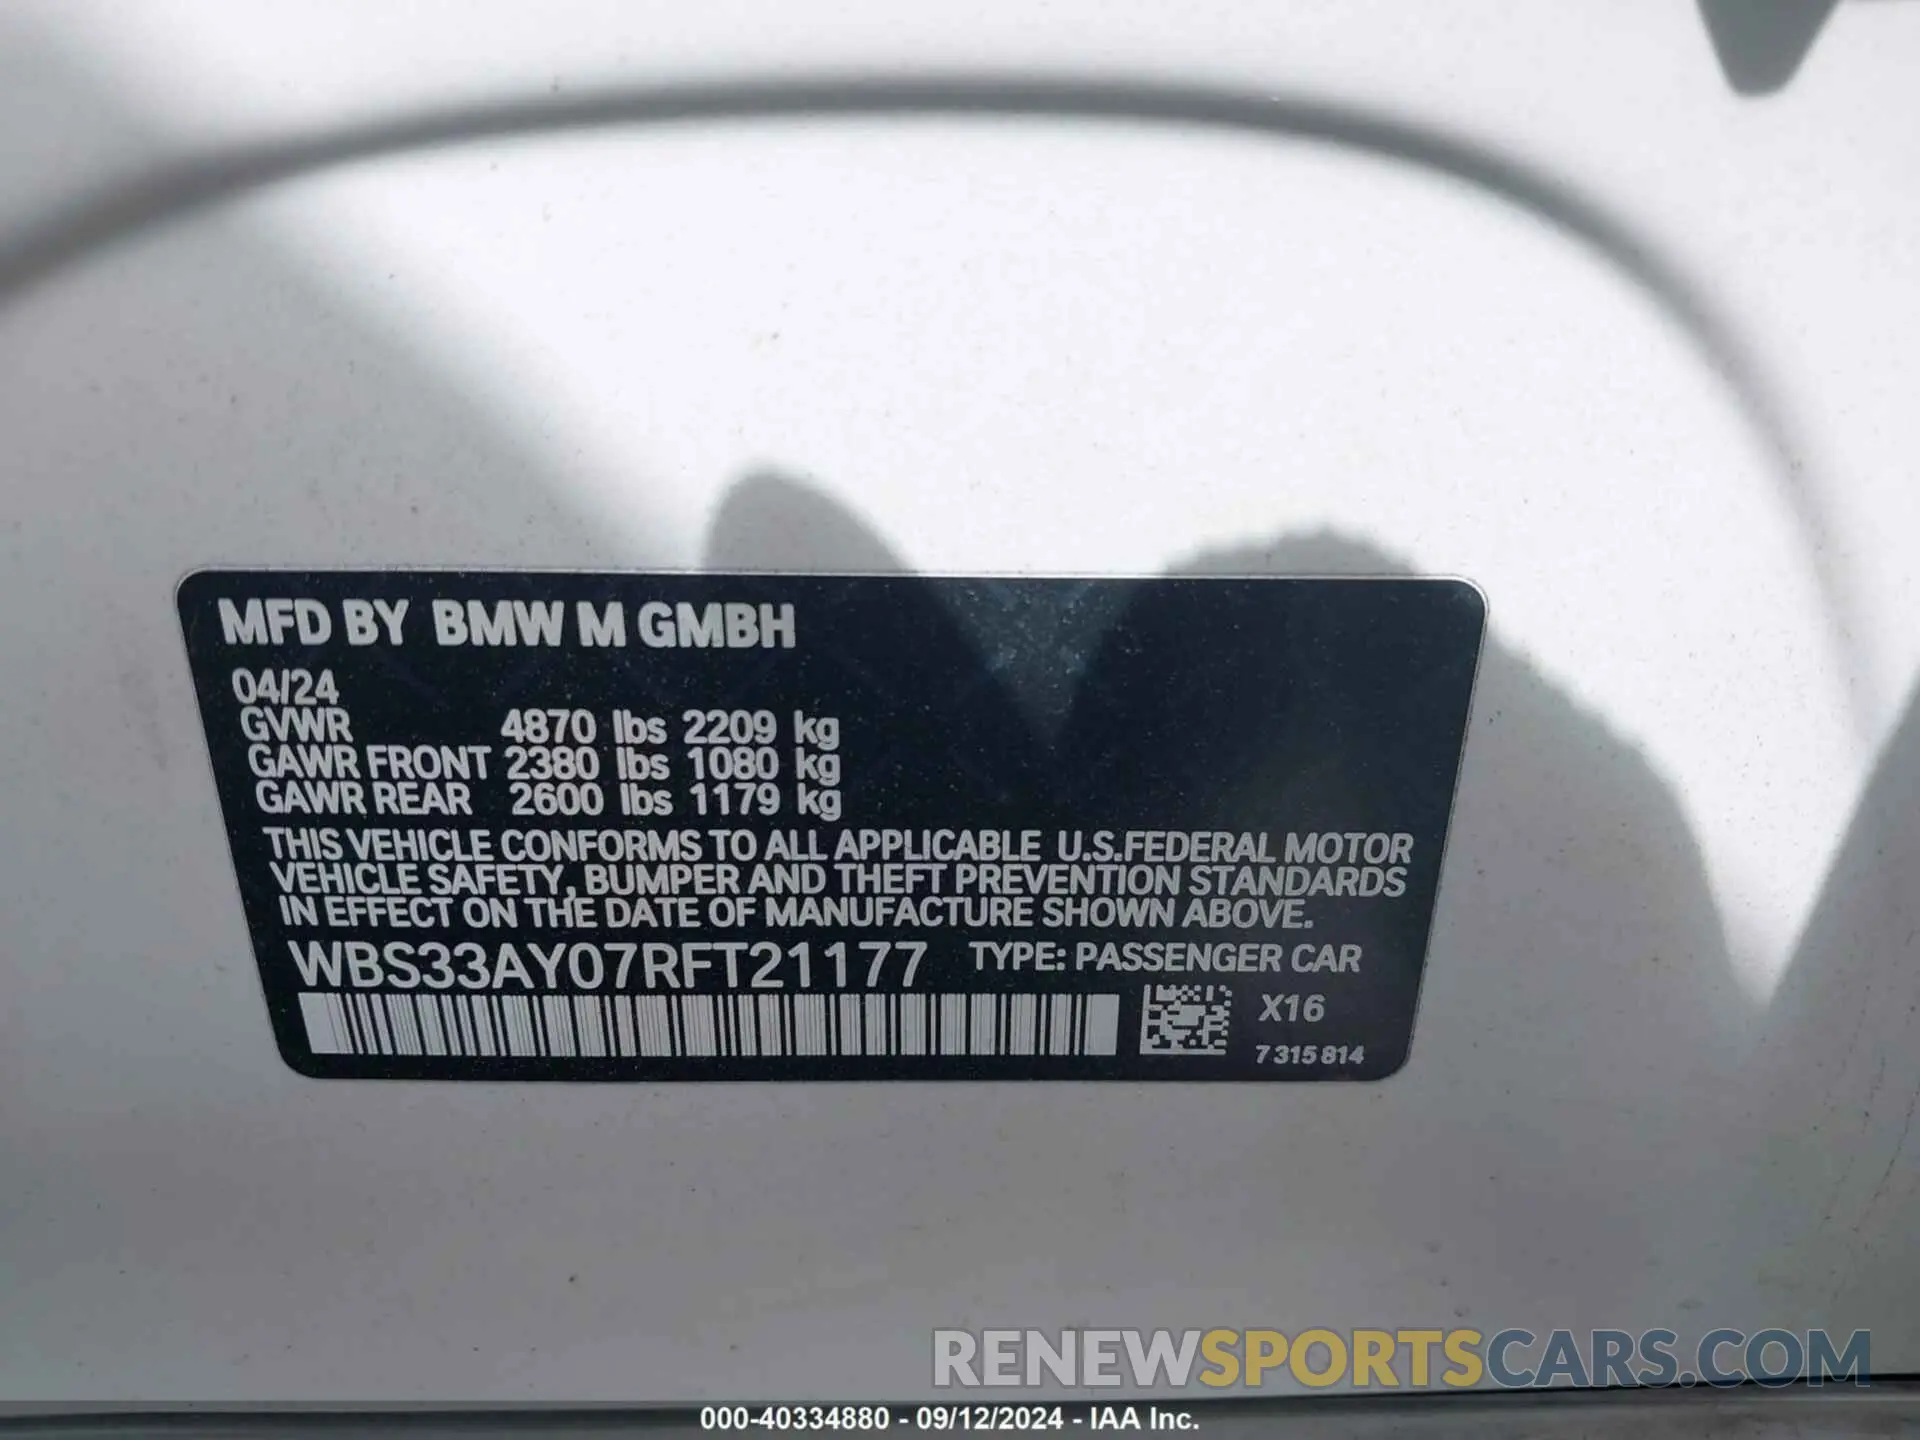 MFD BY BMW M GMBH
04/24
GVWR 4870 lbs 2209 kg
GAWR FRONT 2380 lbs 1080 kg
GAWR REAR 2600 lbs 1179 kg
THIS VEHICLE CONFORMS TO ALL APPLICABLE U.S.FEDERAL MOTOR
VEHICLE SAFETY, BUMPER AND THEFT PREVENTION STANDARDS
IN EFFECT ON THE DATE OF MANUFACTURE SHOWN ABOVE.
WBS33AY07RFT21177 TYPE: PASSENGER CAR
X16
7 315 814
RENEWSPORTSCARS.COM
000-40334880 - 09/12/2024 - IAA Inc.